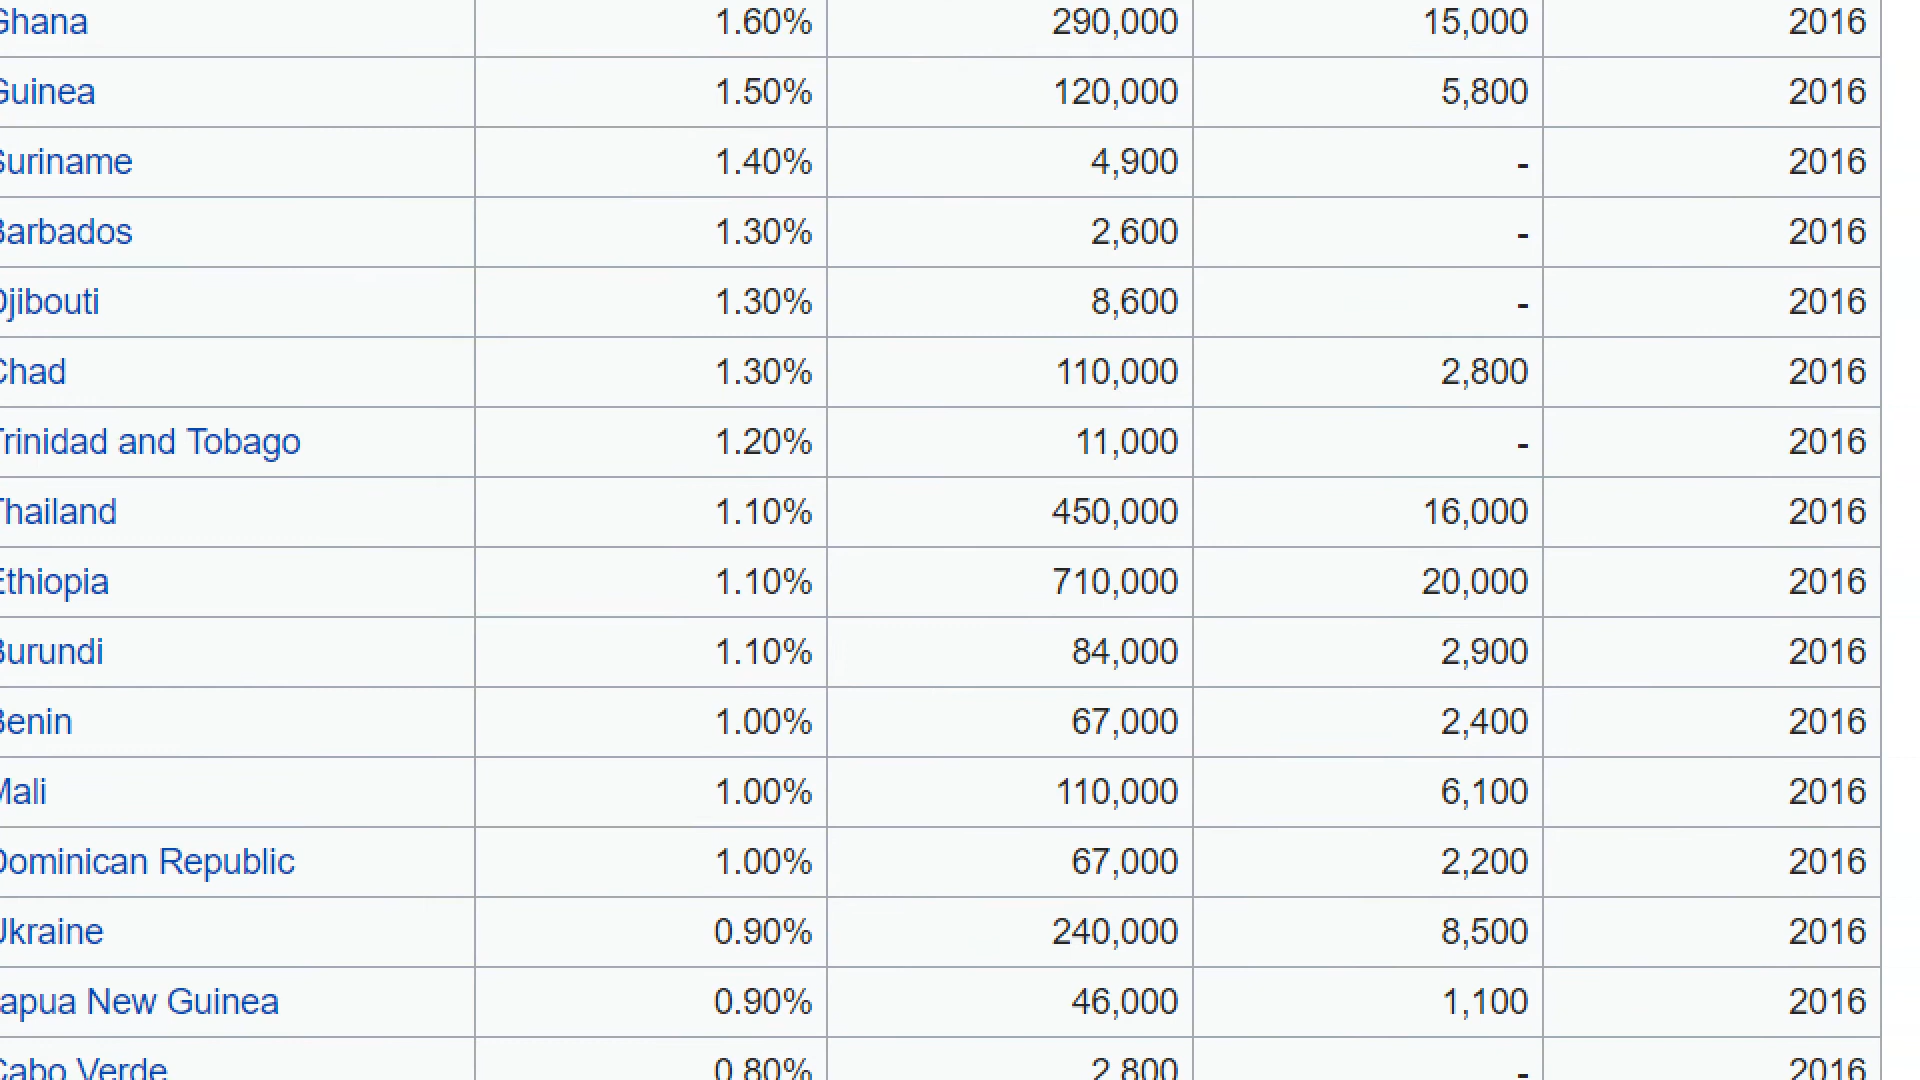 Ghana 1.60% 290,000 15,000 2016
Guinea 1.50% 120,000 5,800 2016
Suriname 1.40% 4,900 - 2016
Barbados 1.30% 2,600 - 2016
Djibouti 1.30% 8,600 - 2016
Chad 1.30% 110,000 2,800 2016
Trinidad and Tobago 1.20% 11,000 - 2016
Thailand 1.10% 450,000 16,000 2016
Ethiopia 1.10% 710,000 20,000 2016
Burundi 1.10% 84,000 2,900 2016
Benin 1.00% 67,000 2,400 2016
Mali 1.00% 110,000 6,100 2016
Dominican Republic 1.00% 67,000 2,200 2016
Ukraine 0.90% 240,000 8,500 2016
apua New Guinea 0.90% 46,000 1,100 2016
Cabo Verde 0.80% 2,800 - 2016